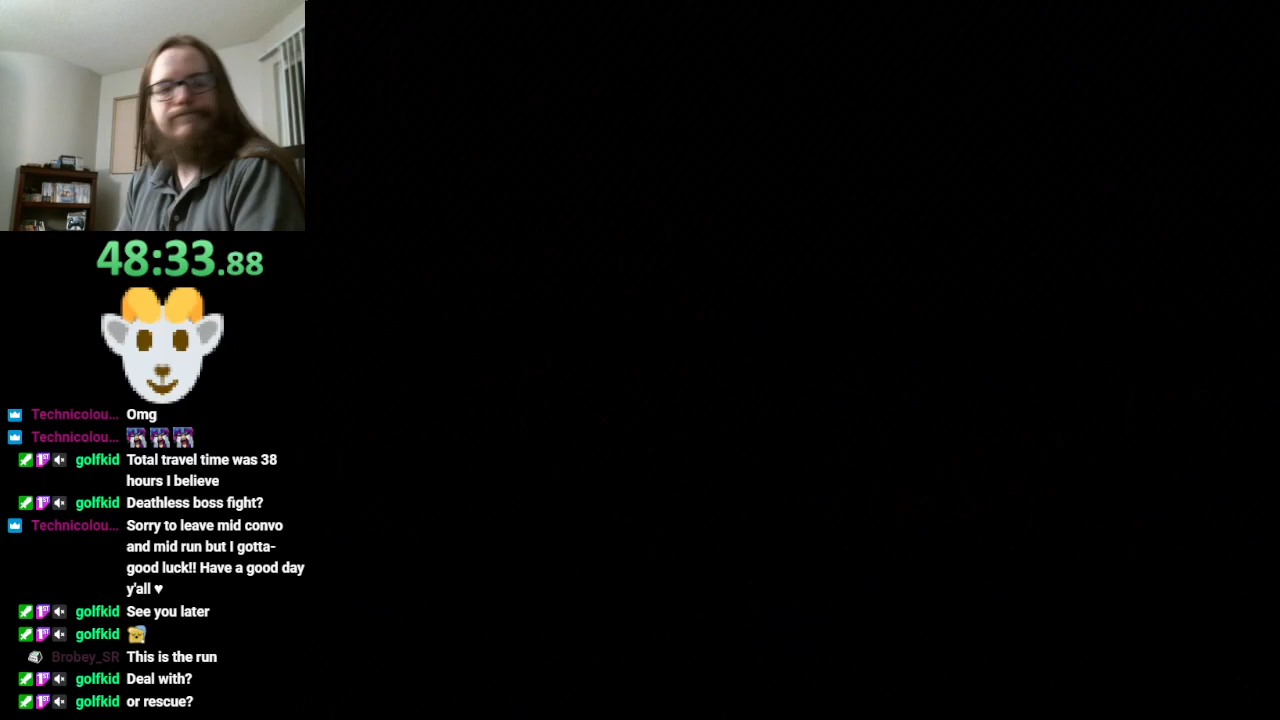 48:33.88
Technicolou... Omg
Technicolou...
golfkid Total travel time was 38
hours I believe
golfkid Deathless boss fight?
Technicolou... Sorry to leave mid convo
and mid run but I gotta-
good luck!! Have a good day
y'all ♥
golfkid See you later
golfkid
Brobey_SR This is the run
golfkid Deal with?
golfkid or rescue?